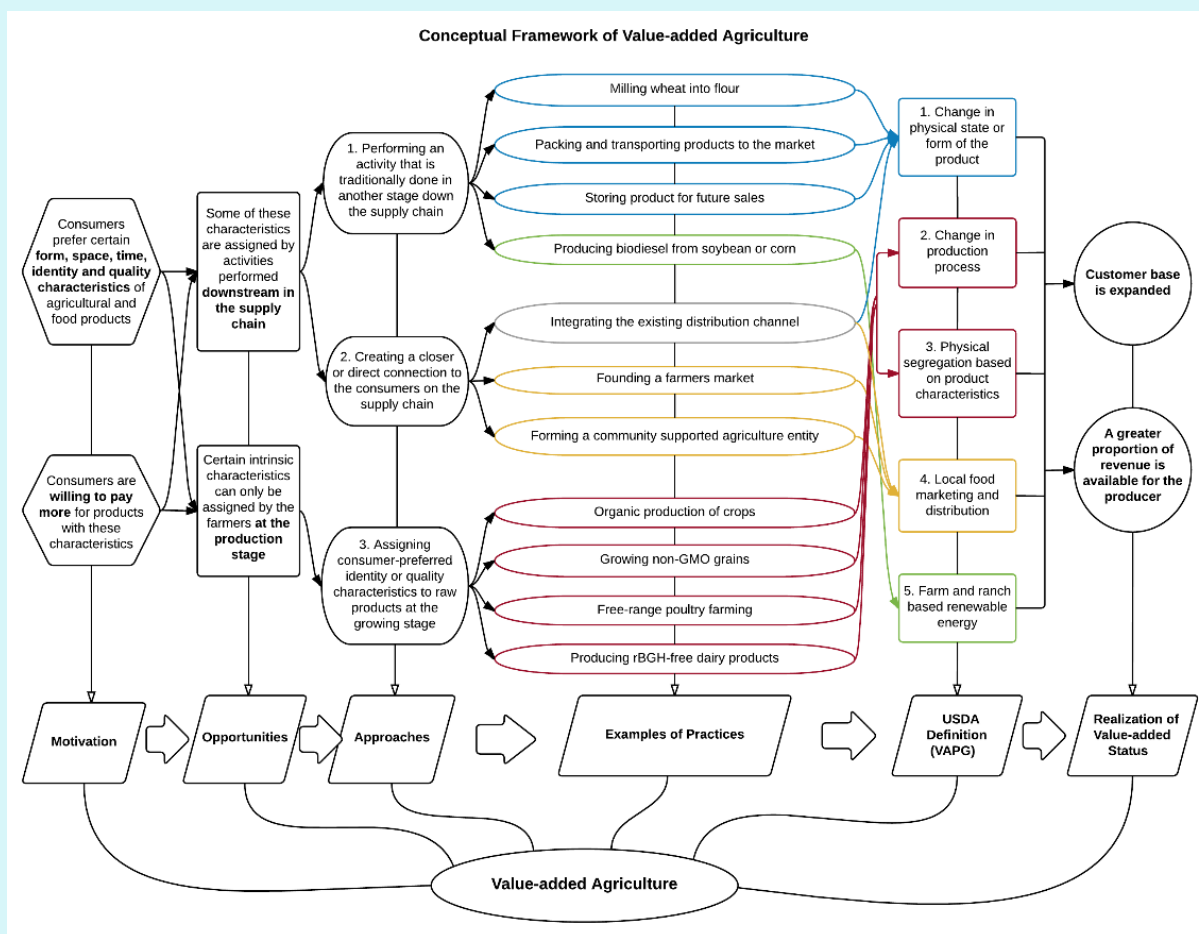 Conceptual Framework of Value-added Agriculture
Consumers
prefer certain
form, space, time,
identity and quality
characteristics of
agricultural and
food products
Consumers are
willing to pay
more for products
with these
characteristics
Some of these
characteristics
are assigned by
activities
performed
downstream in
the supply
chain
Certain intrinsic
characteristics
can only be
assigned by the
farmers at the
production
stage
1. Performing an
activity that is
traditionally done in
another stage down
the supply chain
2. Creating a closer
or direct connection to
the consumers on the
supply chain
3. Assigning
consumer-preferred
identity or quality
characteristics to raw
products at the
growing stage
Milling wheat into flour
Packing and transporting products to the market
Storing product for future sales
Producing biodiesel from soybean or corn
Integrating the existing distribution channel
Founding a farmers market
Forming a community supported agriculture entity
Organic production of crops
Growing non-GMO grains
Free-range poultry farming
Producing rBGH-free dairy products
1. Change in
physical state or
form of the
product
2. Change in
production
process
3. Physical
segregation based
on product
characteristics
4. Local food
marketing and
distribution
5. Farm and ranch
based renewable
energy
Customer base
is expanded
A greater
proportion of
revenue is
available for the
producer
Motivation
Opportunities
Approaches
Examples of Practices
USDA
Definition
(VAPG)
Realization of
Value-added
Status
Value-added Agriculture